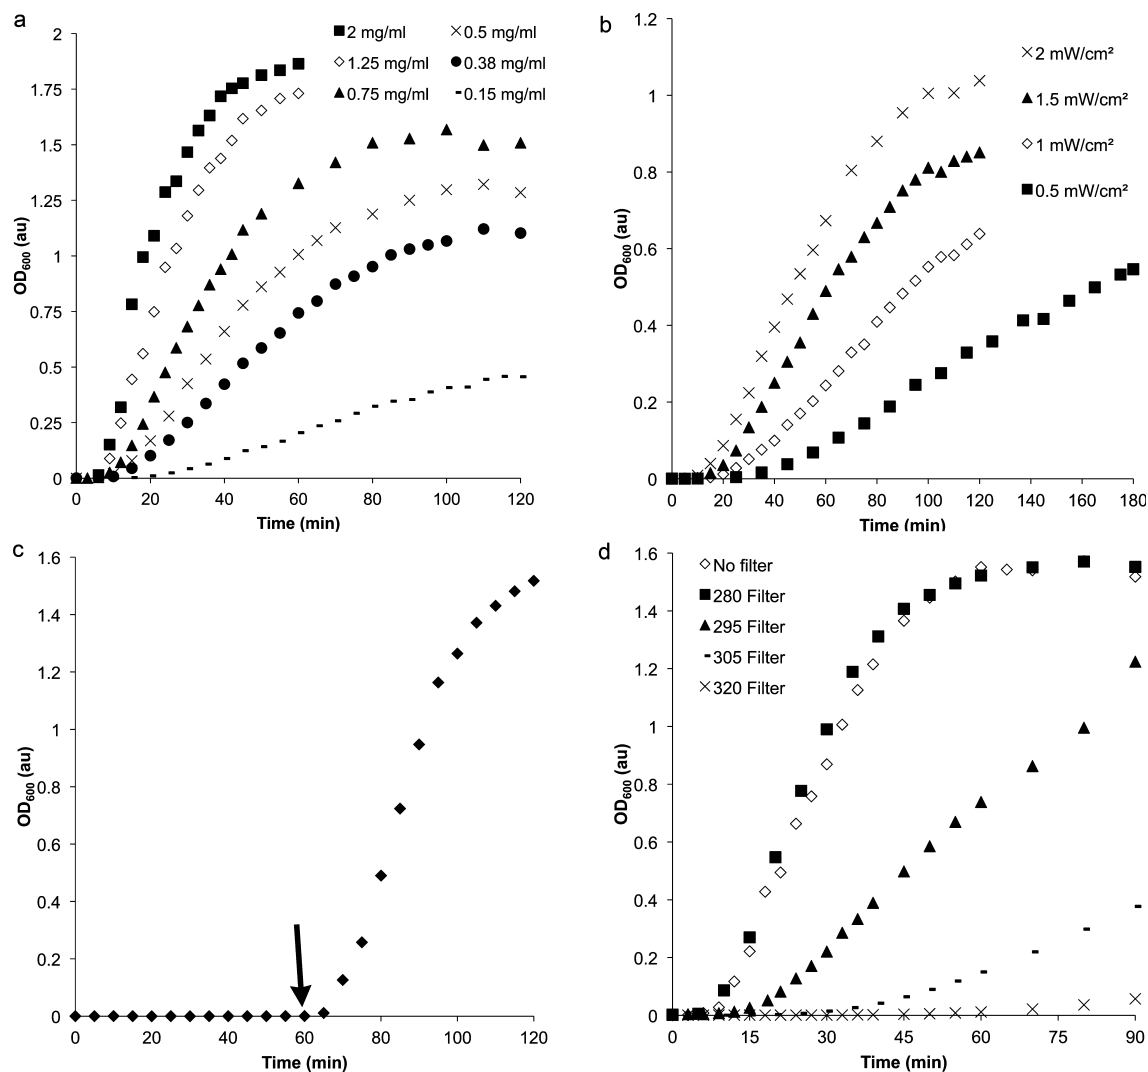 a
2 mg/ml
0.5 mg/ml
1.25 mg/ml
0.38 mg/ml
0.75 mg/ml
0.15 mg/ml
2
1.75
1.5
1.25
1
0.75
0.5
0.25
0
OD600 (au)
0 20 40 60 80 100 120
Time (min)
b
2 mW/cm²
1.5 mW/cm²
1 mW/cm²
0.5 mW/cm²
1.2
1
0.8
0.6
0.4
0.2
0
OD600 (au)
0 20 40 60 80 100 120 140 160 180
Time (min)
c
1.6
1.4
1.2
1
0.8
0.6
0.4
0.2
0
OD600 (au)
0 20 40 60 80 100 120
Time (min)
d
No filter
280 Filter
295 Filter
305 Filter
320 Filter
1.6
1.4
1.2
1
0.8
0.6
0.4
0.2
0
OD600 (au)
0 15 30 45 60 75 90
Time (min)